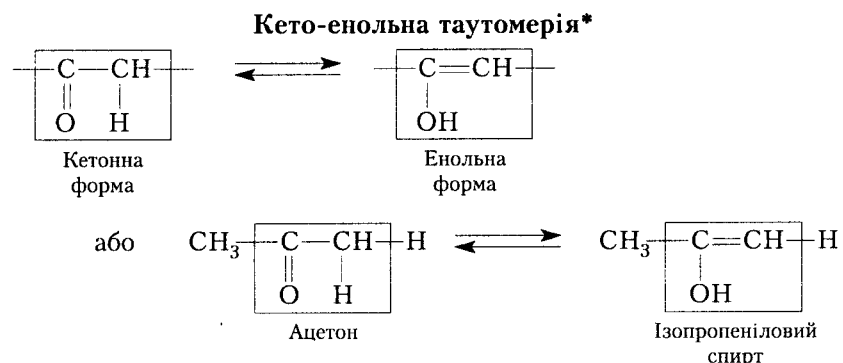 Кето-енольна таутомерія*
C—CH C=CH
O H OH
Кетонна форма Енольна форма
або CH₃ C—CH H CH₃ C=CH H
O H OH
Ацетон Ізопропеніловий спирт